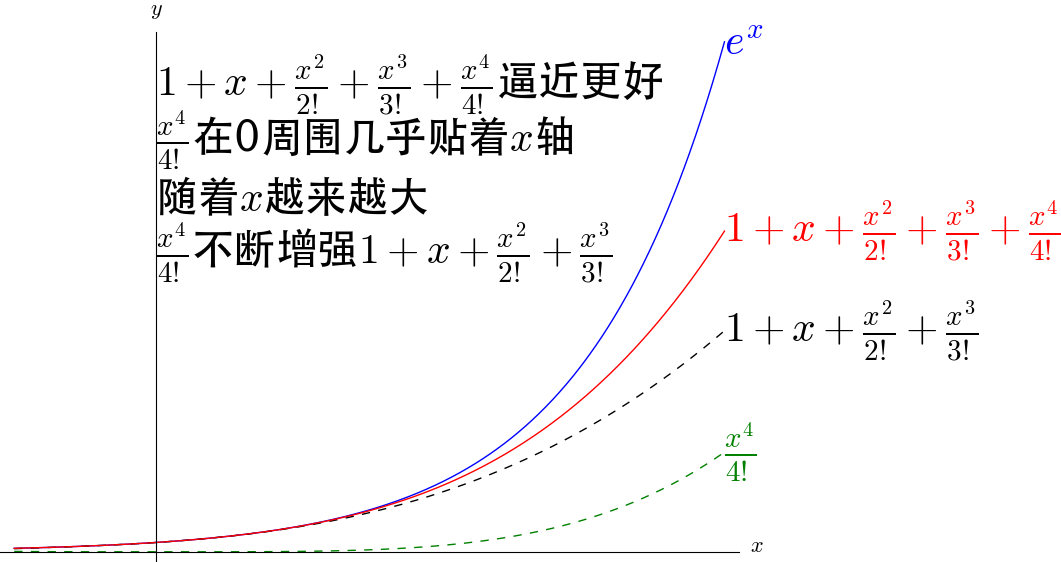 y
e^x
1 + x + \frac{x^2}{2!} + \frac{x^3}{3!} + \frac{x^4}{4!} 逼近更好
\frac{x^4}{4!} 在0周围几乎贴着x轴
随着x越来越大
\frac{x^4}{4!} 不断增强 1 + x + \frac{x^2}{2!} + \frac{x^3}{3!}
1 + x + \frac{x^2}{2!} + \frac{x^3}{3!} + \frac{x^4}{4!}
1 + x + \frac{x^2}{2!} + \frac{x^3}{3!}
\frac{x^4}{4!}
x